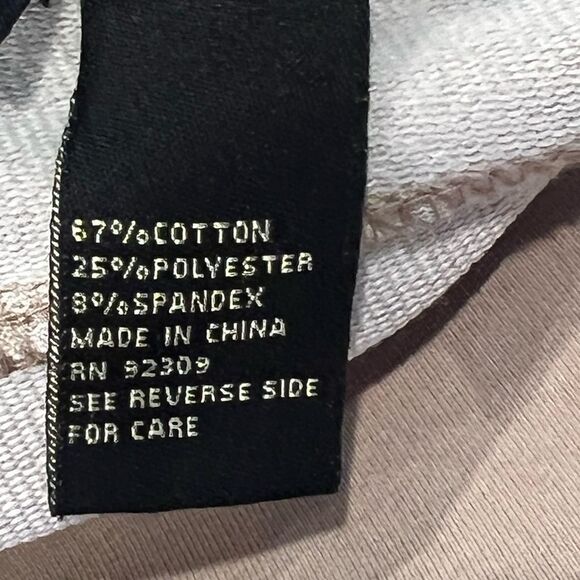 67%COTTON
25%POLYESTER
8%SPANDEX
MADE IN CHINA
RN 92309
SEE REVERSE SIDE
FOR CARE